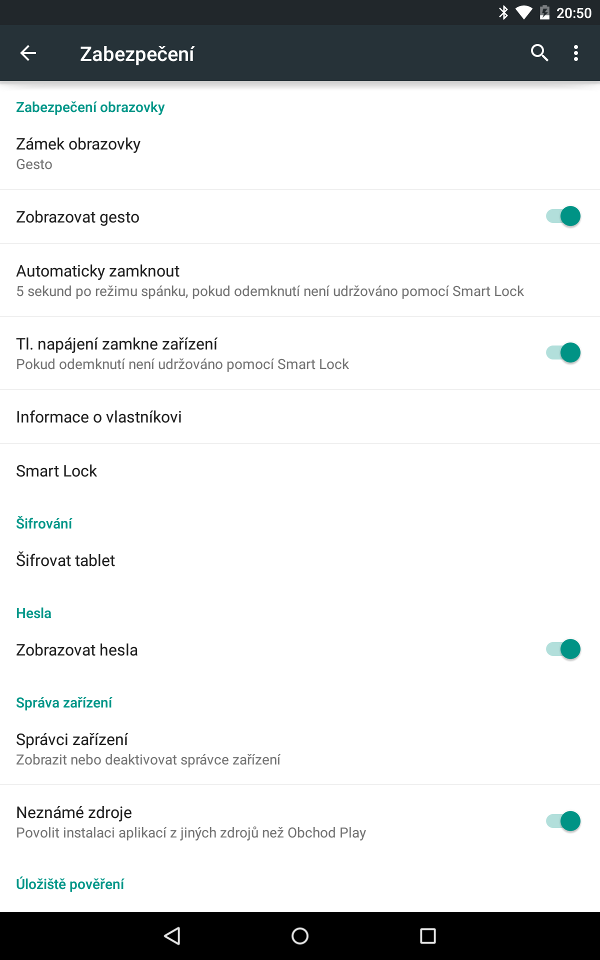 20:50
Zabezpečení
Zabezpečení obrazovky
Zámek obrazovky
Gesto
Zobrazovat gesto
Automaticky zamknout
5 sekund po režimu spánku, pokud odemknutí není udržováno pomocí Smart Lock
Tl. napájení zamkne zařízení
Pokud odemknutí není udržováno pomocí Smart Lock
Informace o vlastníkovi
Smart Lock
Šifrování
Šifrovat tablet
Hesla
Zobrazovat hesla
Správa zařízení
Správci zařízení
Zobrazit nebo deaktivovat správce zařízení
Neznámé zdroje
Povolit instalaci aplikací z jiných zdrojů než Obchod Play
Úložiště pověření